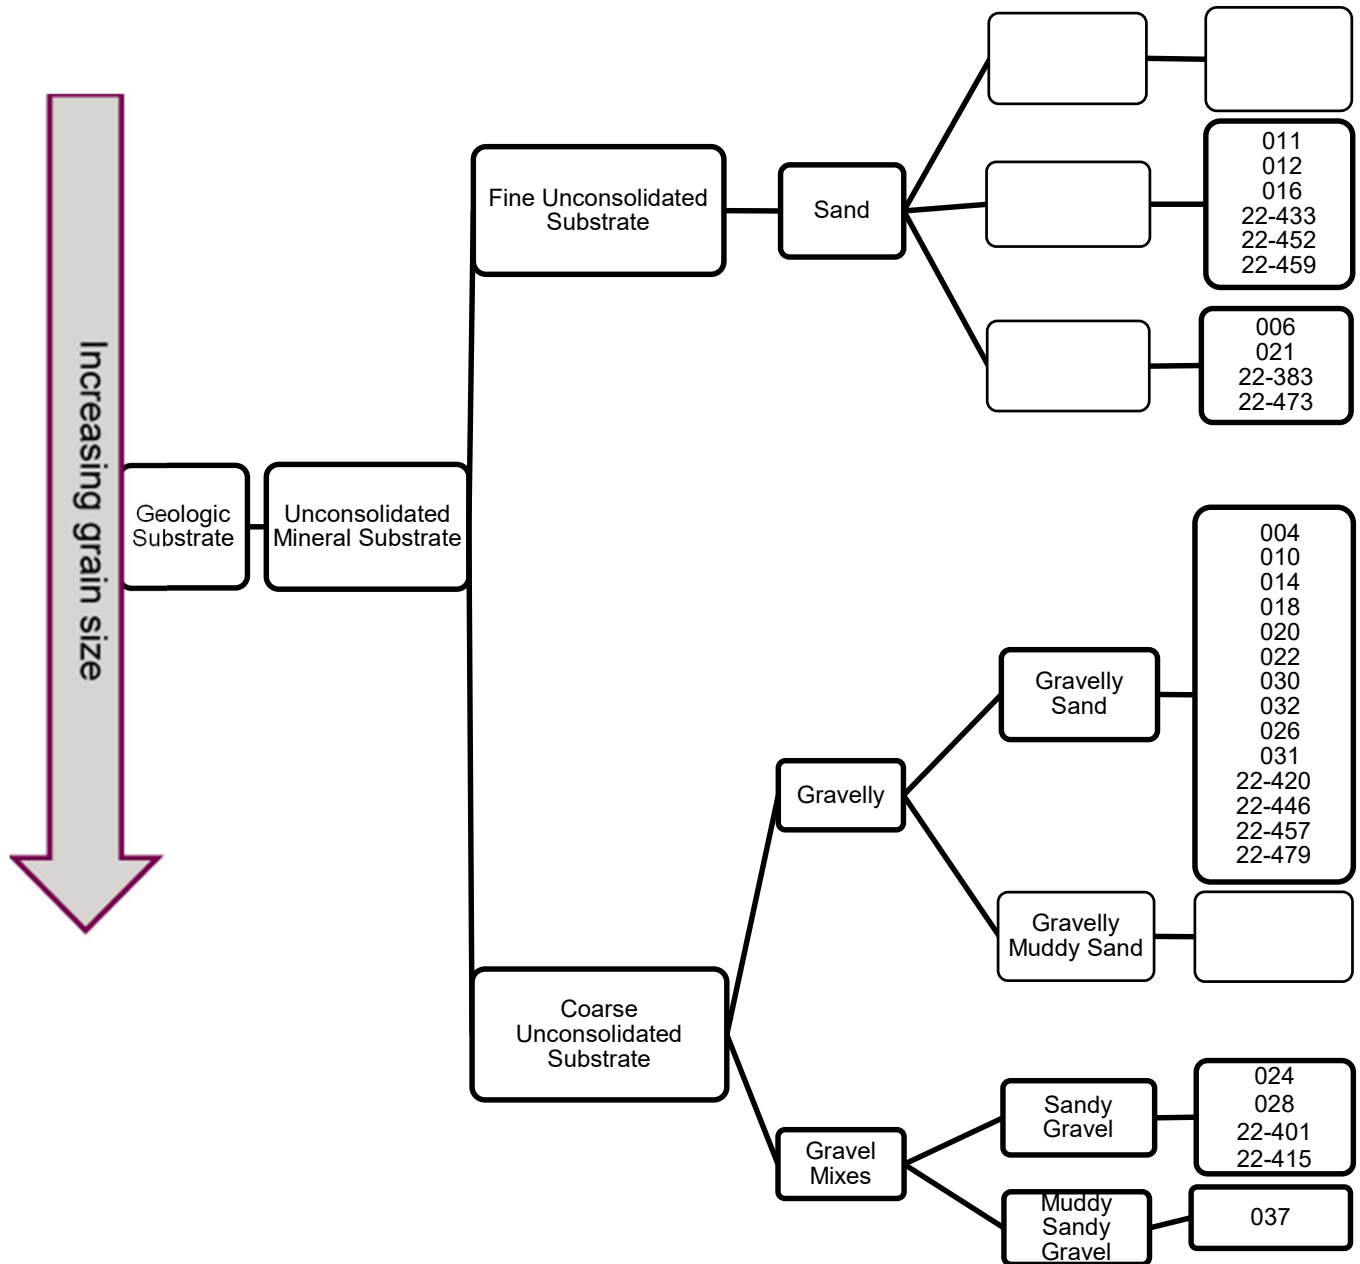 Increasing grain size
Geologic
Substrate
Unconsolidated
Mineral Substrate
Fine Unconsolidated
Substrate
Sand
011
012
016
22-433
22-452
22-459
006
021
22-383
22-473
Coarse
Unconsolidated
Substrate
Gravelly
Gravelly
Sand
004
010
014
018
020
022
030
032
026
031
22-420
22-446
22-457
22-479
Gravelly
Muddy Sand
Gravel
Mixes
Sandy
Gravel
024
028
22-401
22-415
Muddy
Sandy
Gravel
037